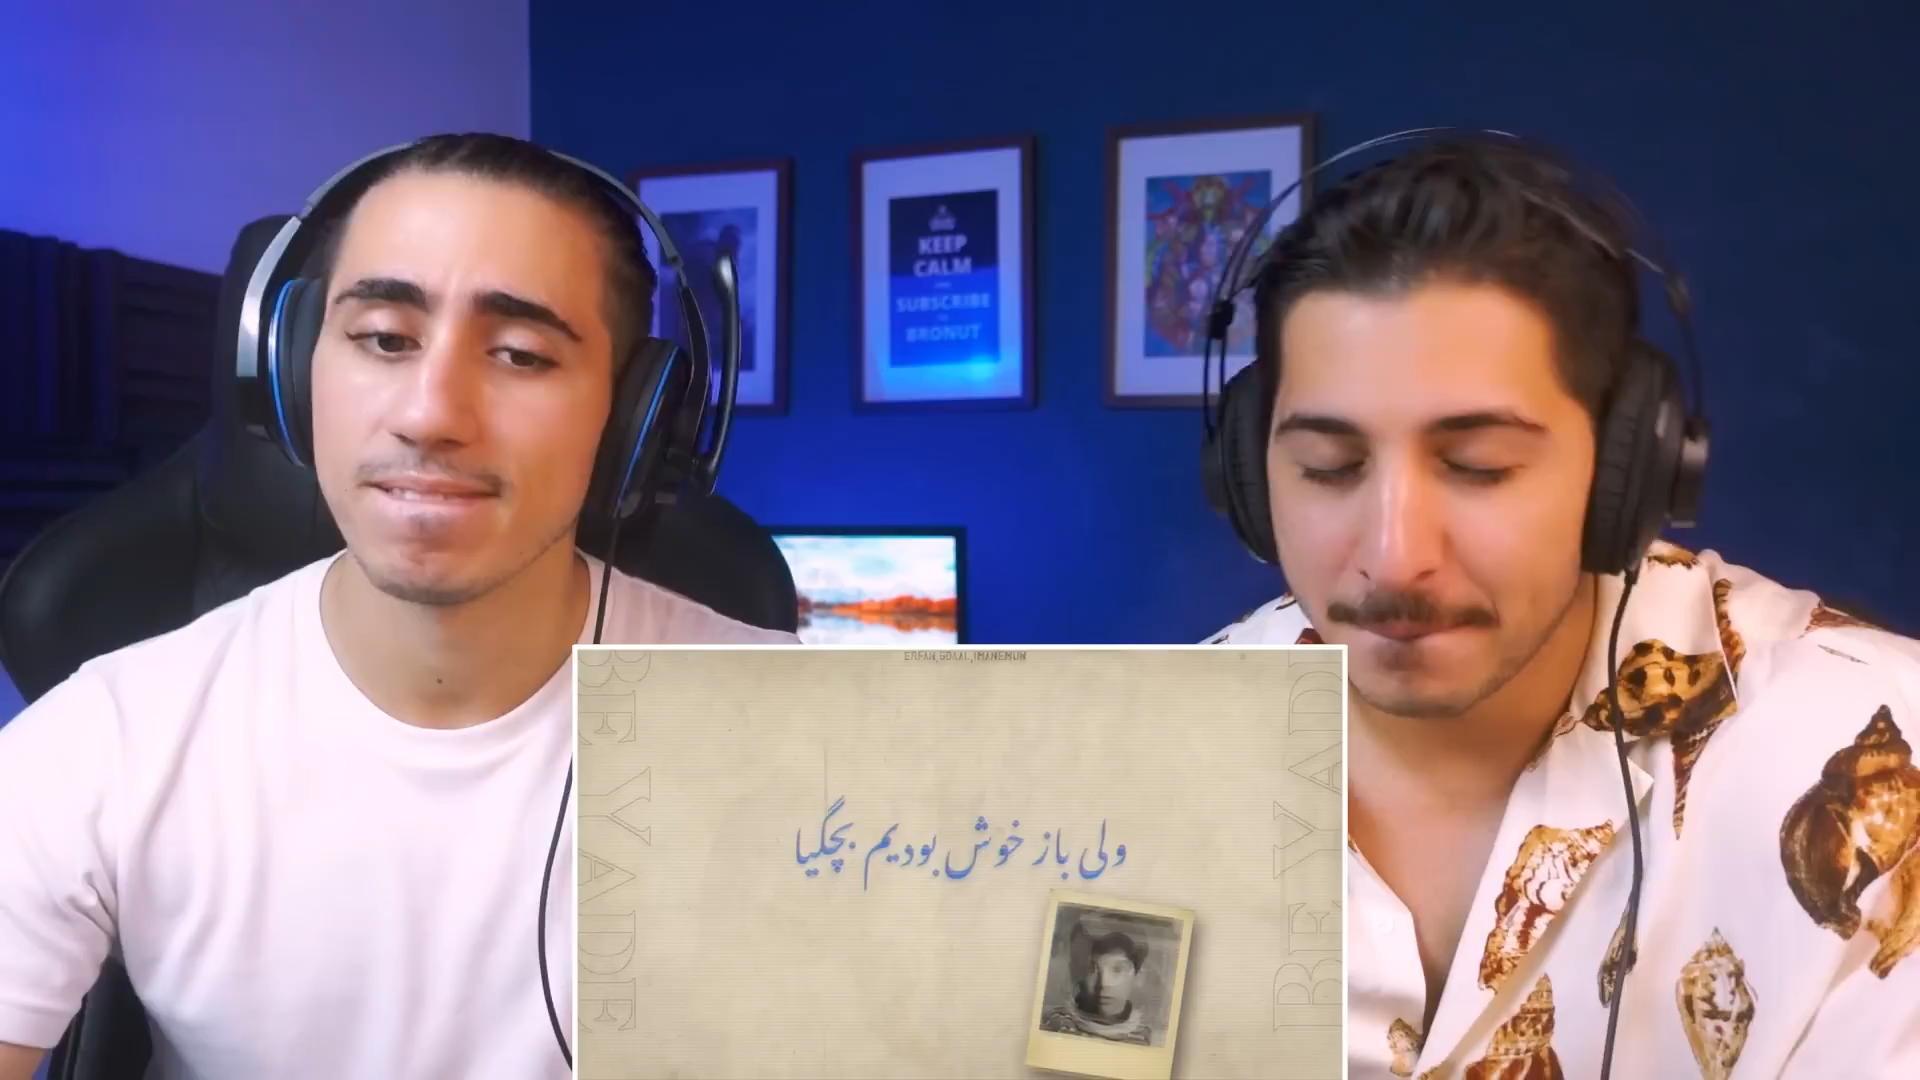 KEEP
CALM
SUBSCRIBE
BRONUT
ERFAN, GDAAL, IMANEMUN
BE YADE
ولی باز خوش بودیم بچگیا
BE YADE